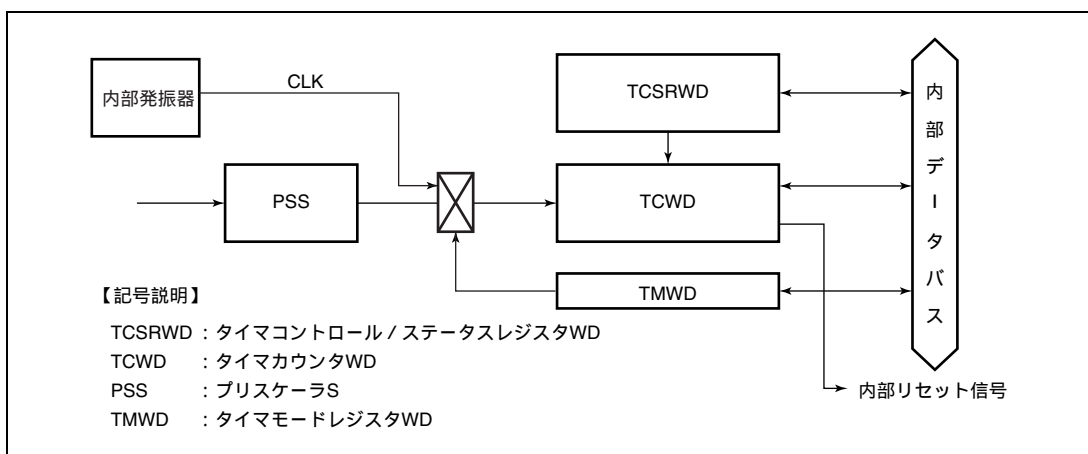 内部発振器
CLK
PSS
TCSRWD
TCWD
TMWD
内部データバス
内部リセット信号
【記号説明】
TCSRWD : タイマコントロール / ステータスレジスタWD
TCWD : タイマカウンタWD
PSS : プリスケーラS
TMWD : タイマモードレジスタWD